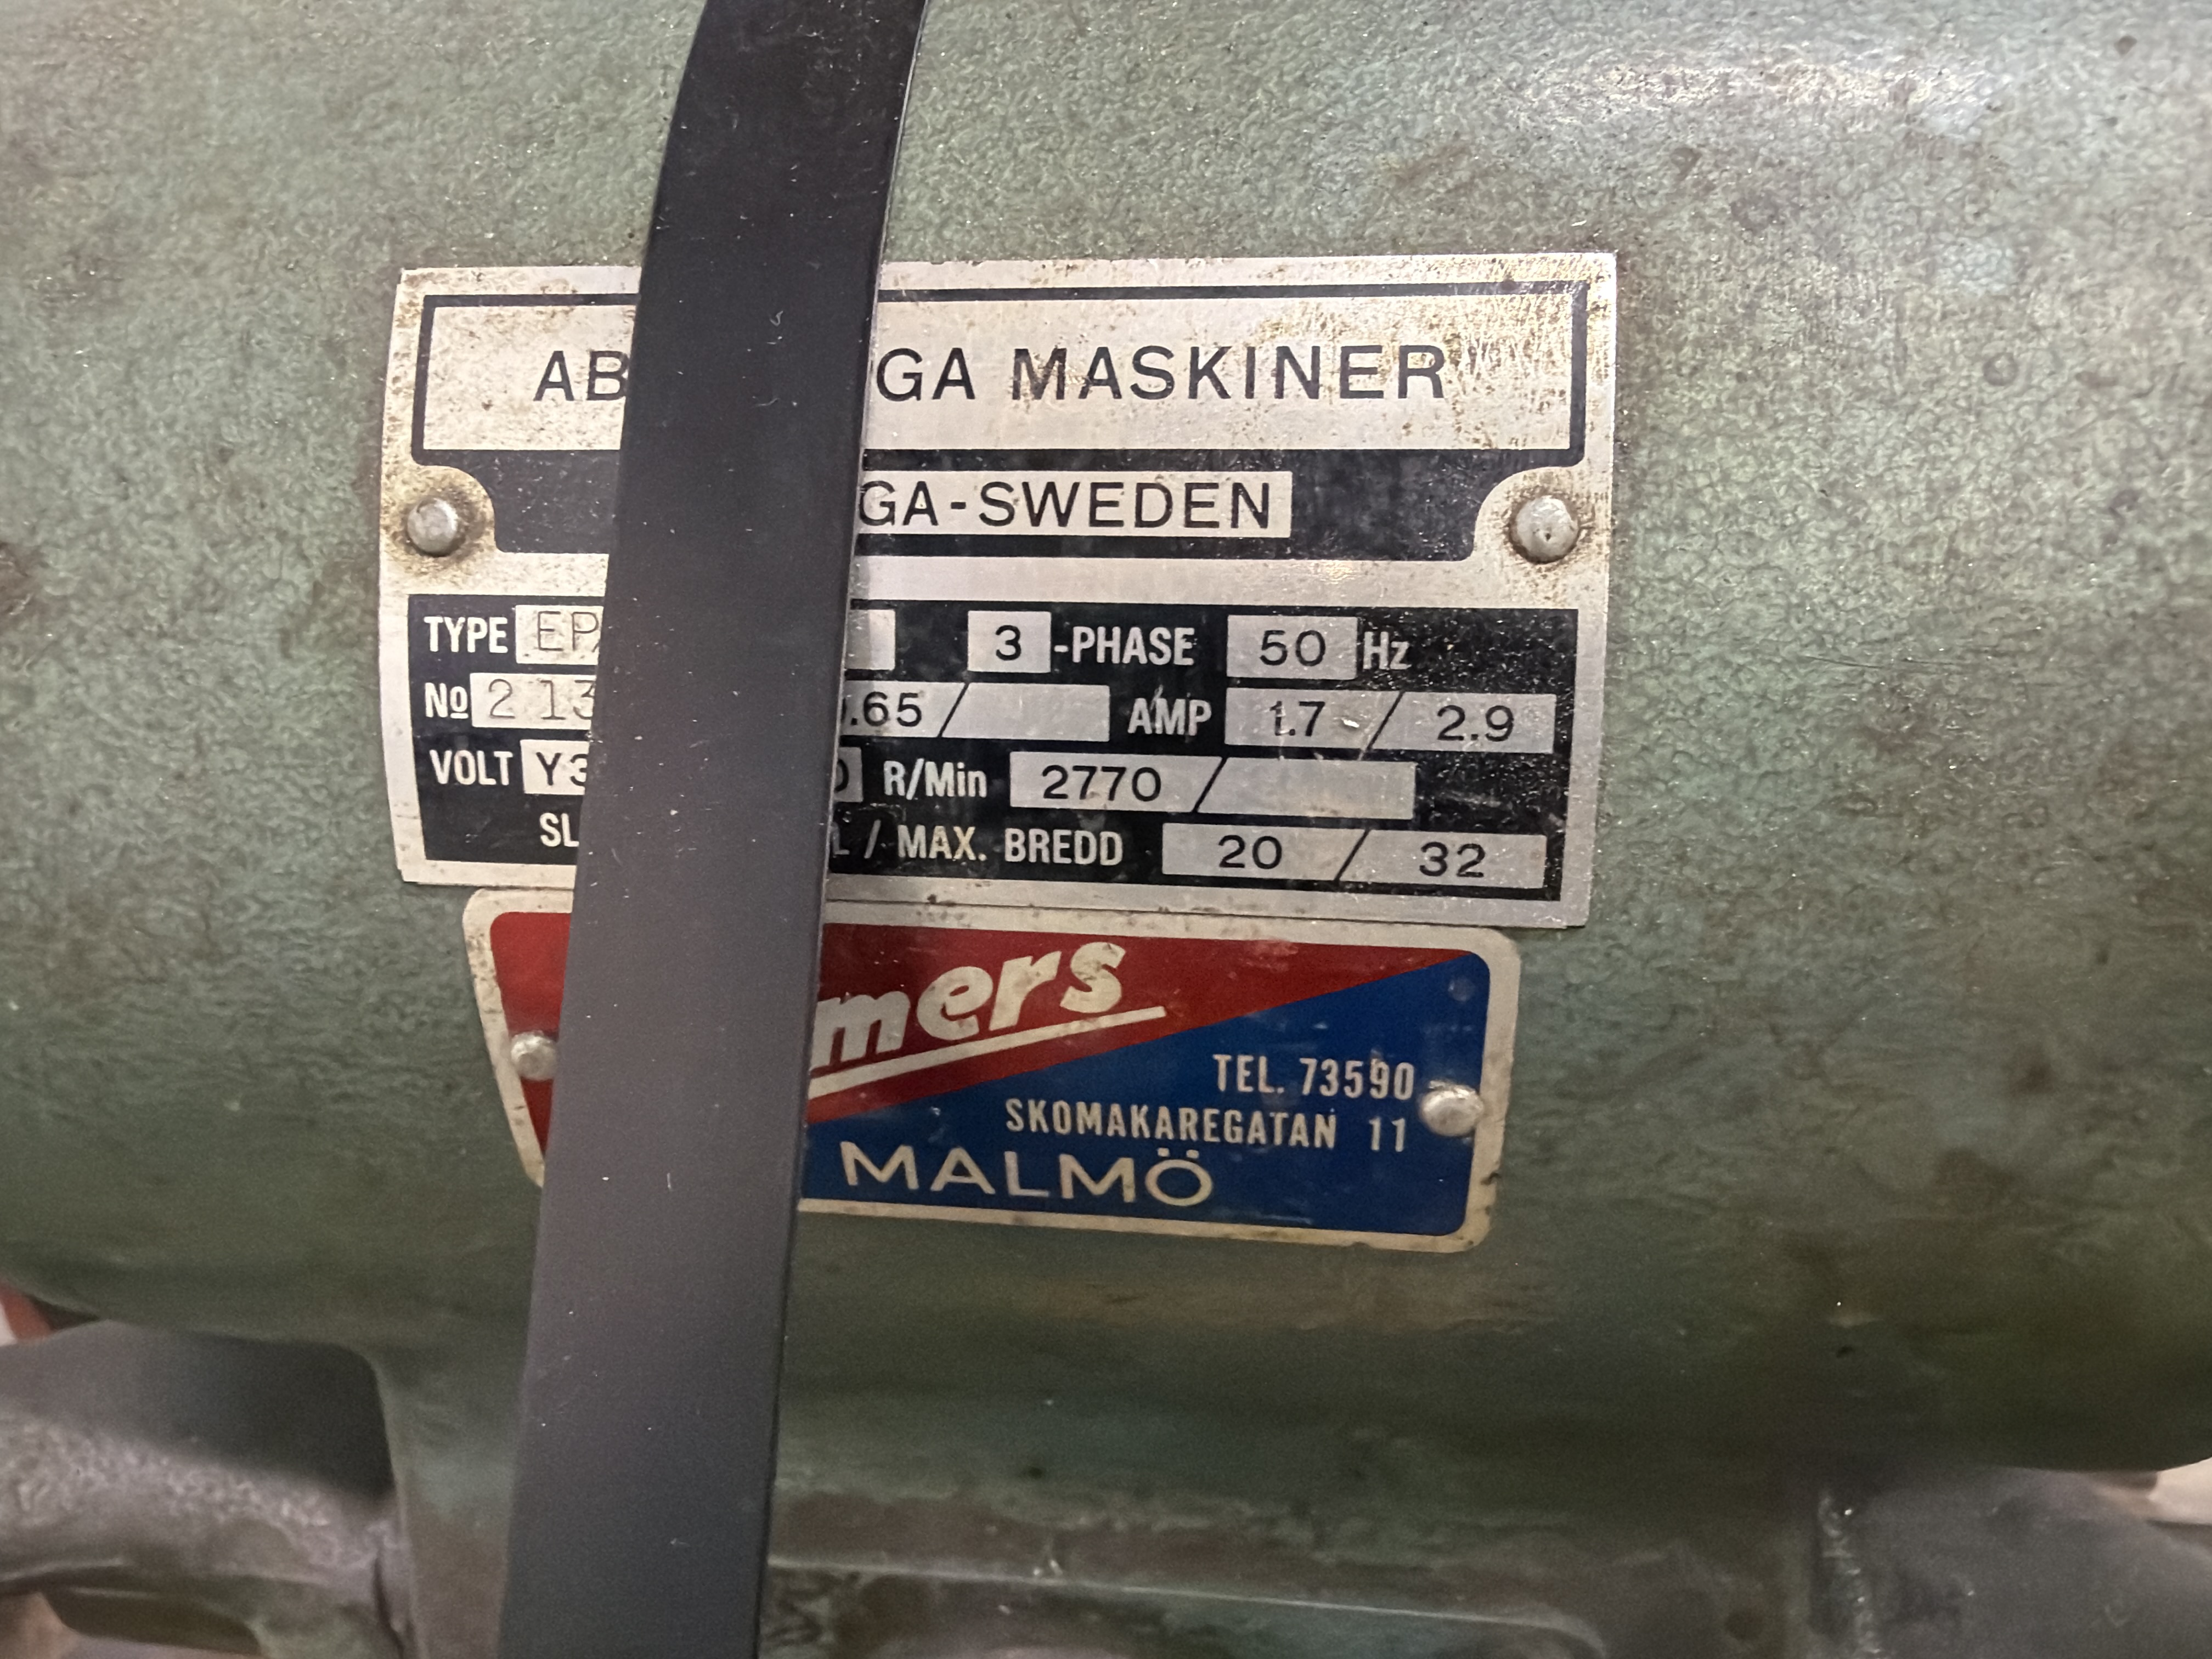 AB GA MASKINER
GA-SWEDEN
TYPE EP 3-PHASE 50 Hz
No 2 13 .65 / AMP 1.7 / 2.9
VOLT Y3 0 R/Min 2770 /
SL L / MAX. BREDD 20 / 32
mers
TEL. 73590
SKOMAKAREGATAN 11
MALMÖ